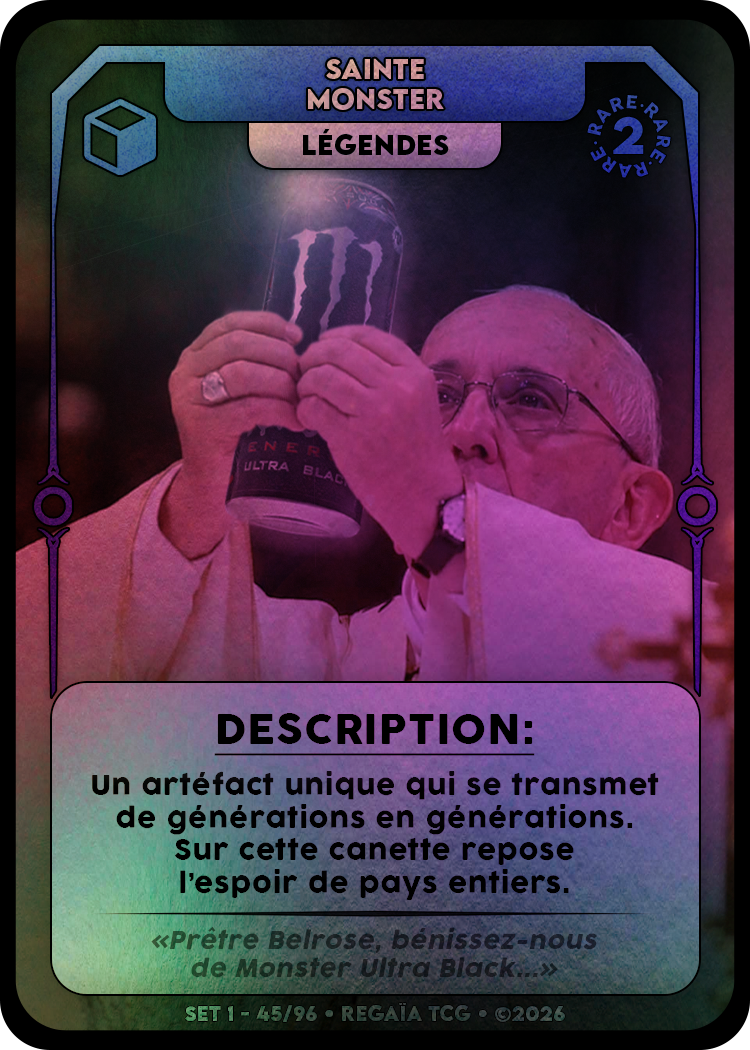 SAINTE
MONSTER
LÉGENDES
RARE·RARE·RARE·RARE·
2
ENER
ULTRA BLAC
DESCRIPTION:
Un artéfact unique qui se transmet
de générations en générations.
Sur cette canette repose
l'espoir de pays entiers.
«Prêtre Belrose, bénissez-nous
de Monster Ultra Black...»
SET 1 - 45/96 • REGAÏA TCG • ©2026